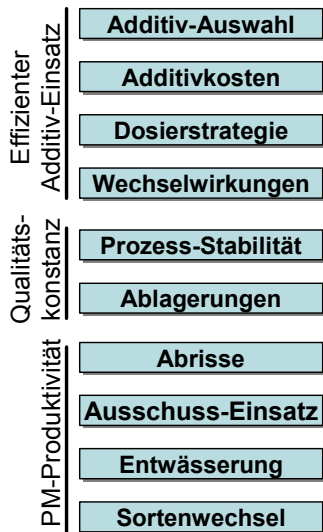 Effizienter
Additiv-Einsatz
Additiv-Auswahl
Additivkosten
Dosierstrategie
Wechselwirkungen
Qualitäts-
konstanz
Prozess-Stabilität
Ablagerungen
PM-Produktivität
Abrisse
Ausschuss-Einsatz
Entwässerung
Sortenwechsel